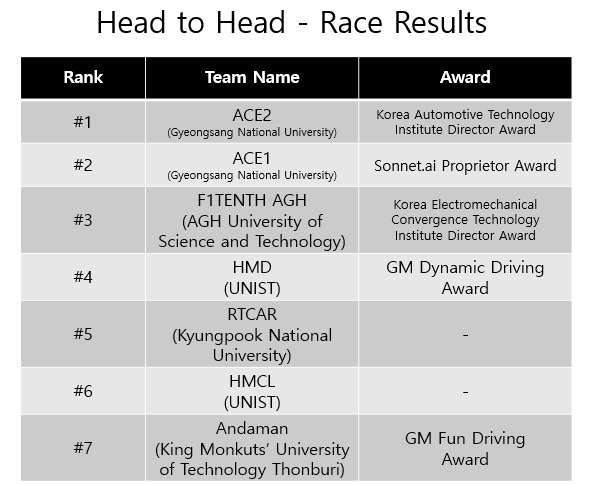 Head to Head - Race Results
Rank
Team Name
Award
#1
ACE2
(Gyeongsang National University)
Korea Automotive Technology
Institute Director Award
#2
ACE1
(Gyeongsang National University)
Sonnet.ai Proprietor Award
#3
F1TENTH AGH
(AGH University of
Science and Technology)
Korea Electromechanical
Convergence Technology
Institute Director Award
#4
HMD
(UNIST)
GM Dynamic Driving
Award
#5
RTCAR
(Kyungpook National
University)
-
#6
HMCL
(UNIST)
-
#7
Andaman
(King Monkuts’ University
of Technology Thonburi)
GM Fun Driving
Award